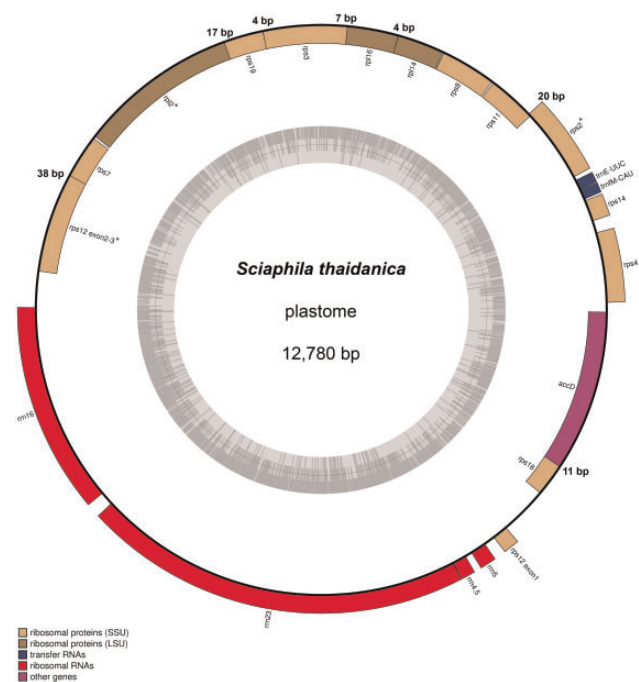 7 bp
4 bp
4 bp
17 bp
rps3
rpl16
rps19
rpl14
rps8
rpl2*
rps11
20 bp
rps2*
38 bp
rps7
trnE-UUC
trnfM-CAU
rps14
rps12 exon2-3*
rps4
Sciaphila thaidanica
plastome
12,780 bp
accD
rrn16
rps18
11 bp
rps12 exon1
rrn5
rrn4.5
rrn23
ribosomal proteins (SSU)
ribosomal proteins (LSU)
transfer RNAs
ribosomal RNAs
other genes